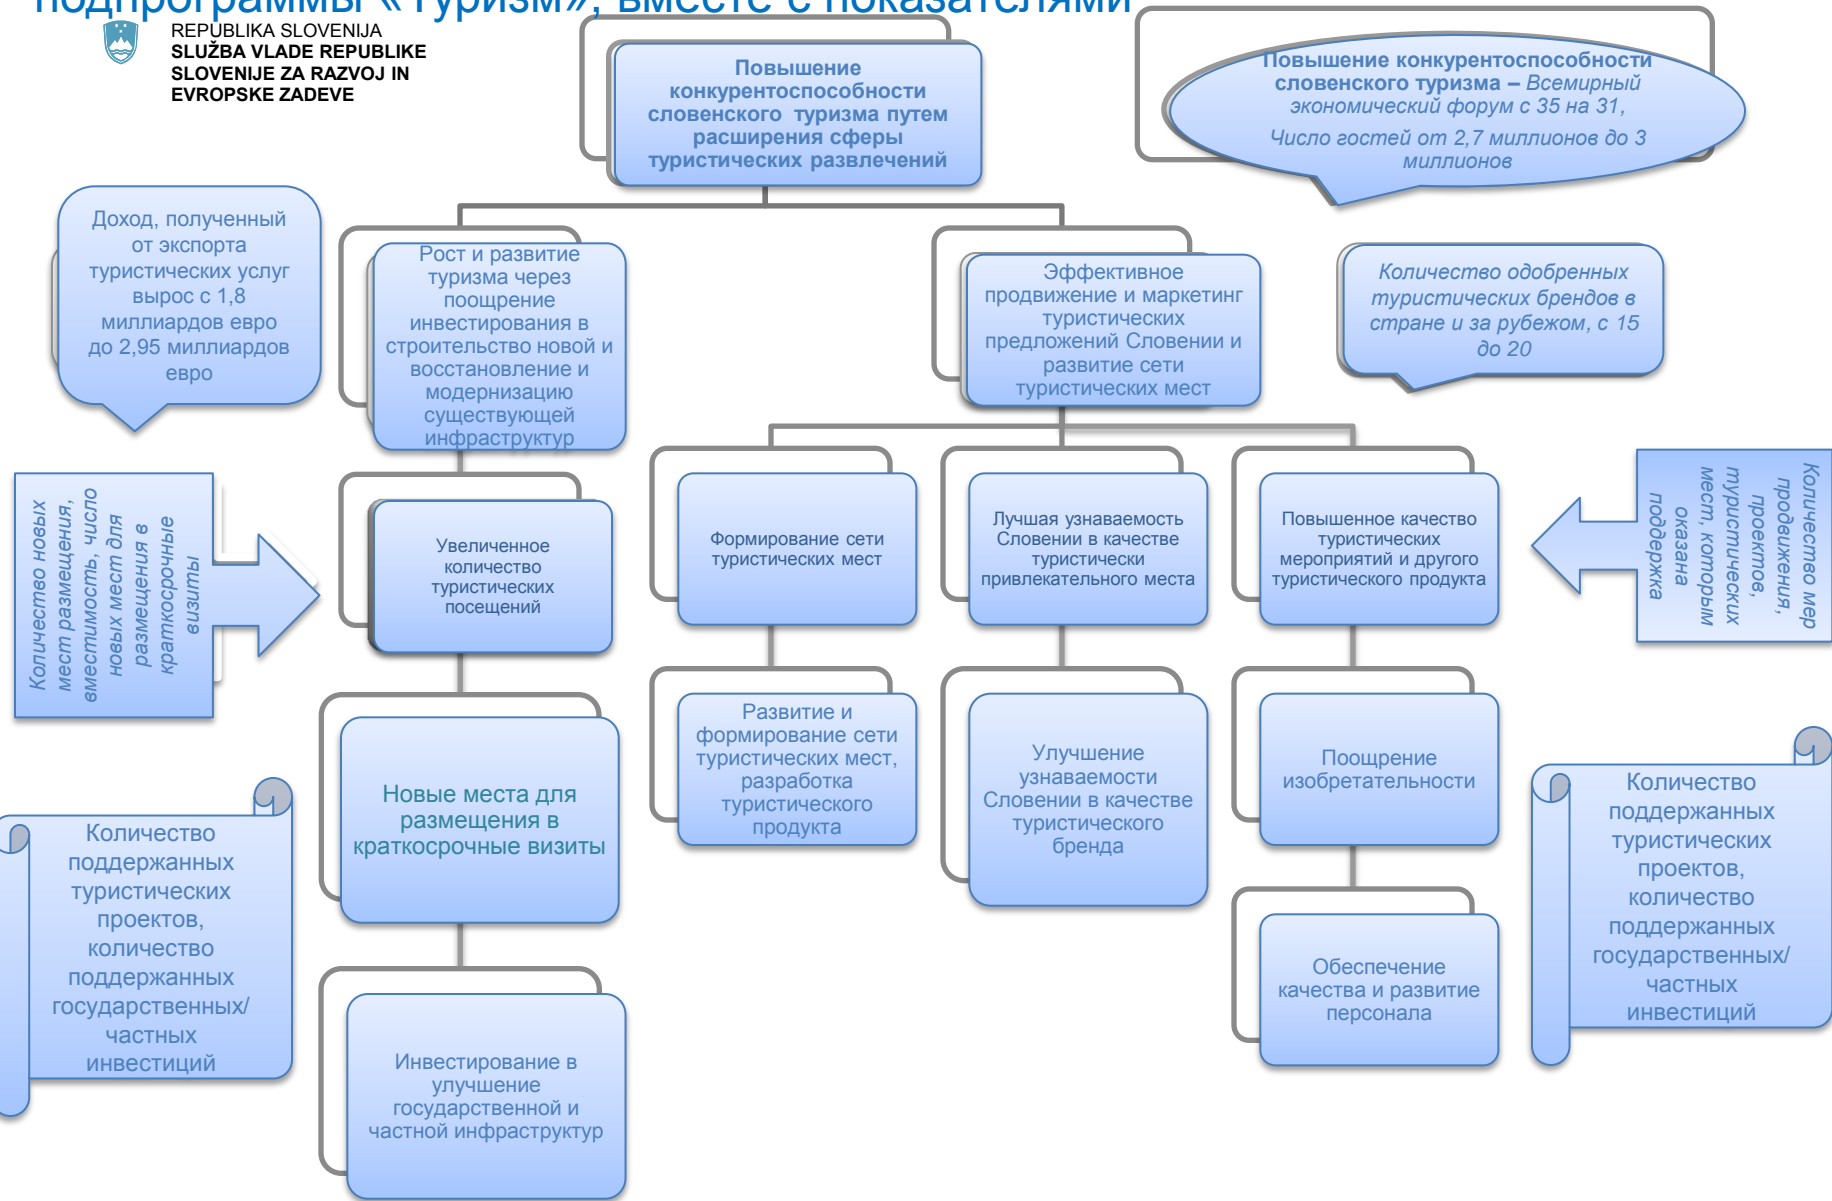 подпрограммы «Туризм», вместе с показателями
REPUBLIKA SLOVENIJA
SLUŽBA VLADE REPUBLIKE
SLOVENIJE ZA RAZVOJ IN
EVROPSKE ZADEVE
Повышение
конкурентоспособности
словенского туризма путем
расширения сферы
туристических развлечений
Повышение конкурентоспособности
словенского туризма – Всемирный
экономический форум с 35 на 31,
Число гостей от 2,7 миллионов до 3
миллионов
Доход, полученный
от экспорта
туристических услуг
вырос с 1,8
миллиардов евро
до 2,95 миллиардов
евро
Рост и развитие
туризма через
поощрение
инвестирования в
строительство новой и
восстановление и
модернизацию
существующей
инфраструктур
Эффективное
продвижение и маркетинг
туристических
предложений Словении и
развитие сети
туристических мест
Количество одобренных
туристических брендов в
стране и за рубежом, с 15
до 20
Количество новых
мест размещения,
вместимость, число
новых мест для
размещения в
краткосрочные
визиты
Увеличенное
количество
туристических
посещений
Формирование сети
туристических мест
Лучшая узнаваемость
Словении в качестве
туристически
привлекательного места
Повышенное качество
туристических
мероприятий и другого
туристического продукта
Количество мер
продвижения,
проектов,
туристических
мест, которым
оказана
поддержка
Новые места для
размещения в
краткосрочные визиты
Развитие и
формирование сети
туристических мест,
разработка
туристического
продукта
Улучшение
узнаваемости
Словении в качестве
туристического
бренда
Поощрение
изобретательности
Количество
поддержанных
туристических
проектов,
количество
поддержанных
государственных/
частных
инвестиций
Количество
поддержанных
туристических
проектов,
количество
поддержанных
государственных/
частных
инвестиций
Инвестирование в
улучшение
государственной и
частной инфраструктур
Обеспечение
качества и развитие
персонала